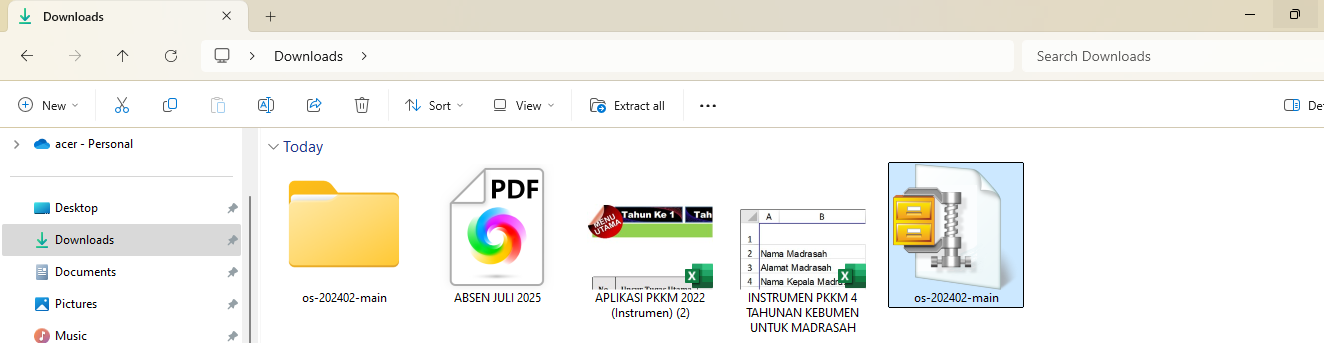 Downloads
Downloads
Search Downloads
New
Sort
View
Extract all
acer - Personal
Today
Desktop
Downloads
Documents
Pictures
Music
os-202402-main
PDF
ABSEN JULI 2025
MENU
UTAMA
Tahun Ke 1
Tah
APLIKASI PKKM 2022
(Instrumen) (2)
A B
1
2 Nama Madrasah
3 Alamat Madrasah
4 Nama Kepala Madra
INSTRUMEN PKKM 4
TAHUNAN KEBUMEN
UNTUK MADRASAH
os-202402-main